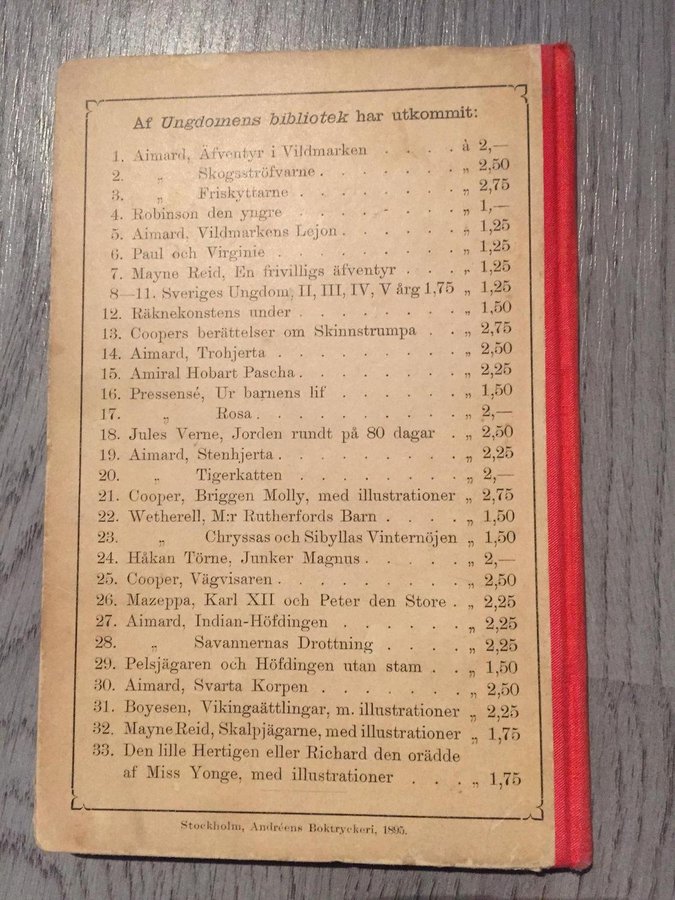 Af Ungdomens bibliotek har utkommit:
1. Aimard, Äfventyr i Vildmarken . . . . à 2,—
2. „ Skogsströfvarne . . . . . . . „ 2,50
3. „ Friskyttarne . . . . . . . . „ 2,75
4. Robinson den yngre . . . . . . . . „ 1,—
5. Aimard, Vildmarkens Lejon . . . . . . „ 1,25
6. Paul och Virginie . . . . . . . . . „ 1,25
7. Mayne Reid, En frivilligs äfventyr . . . „ 1,25
8—11. Sveriges Ungdom, II, III, IV, V årg 1,75 „ 1,25
12. Räknekonstens under . . . . . . . . „ 1,50
13. Coopers berättelser om Skinnstrumpa . . „ 2,75
14. Aimard, Trohjerta . . . . . . . . . „ 2,50
15. Amiral Hobart Pascha . . . . . . . . „ 2,25
16. Pressensé, Ur barnens lif . . . . . . „ 1,50
17. „ Rosa . . . . . . . . . . „ 2,—
18. Jules Verne, Jorden rundt på 80 dagar . „ 2,50
19. Aimard, Stenhjerta . . . . . . . . . „ 2,25
20. „ Tigerkatten . . . . . . . . „ 2,—
21. Cooper, Briggen Molly, med illustrationer „ 2,75
22. Wetherell, M:r Rutherfords Barn . . . . „ 1,50
23. „ Chryssas och Sibyllas Vinternöjen „ 1,50
24. Håkan Törne, Junker Magnus . . . . . „ 2,—
25. Cooper, Vägvisaren . . . . . . . . . „ 2,50
26. Mazeppa, Karl XII och Peter den Store . „ 2,25
27. Aimard, Indian-Höfdingen . . . . . . „ 2,25
28. „ Savannernas Drottning . . . . „ 2,25
29. Pelsjägaren och Höfdingen utan stam . . „ 1,50
30. Aimard, Svarta Korpen . . . . . . . „ 2,50
31. Boyesen, Vikingaättlingar, m. illustrationer „ 2,25
32. Mayne Reid, Skalpjägarne, med illustrationer „ 1,75
33. Den lille Hertigen eller Richard den orädde
af Miss Yonge, med illustrationer . . . . „ 1,75
Stockholm, Andréens Boktryckeri, 1895.